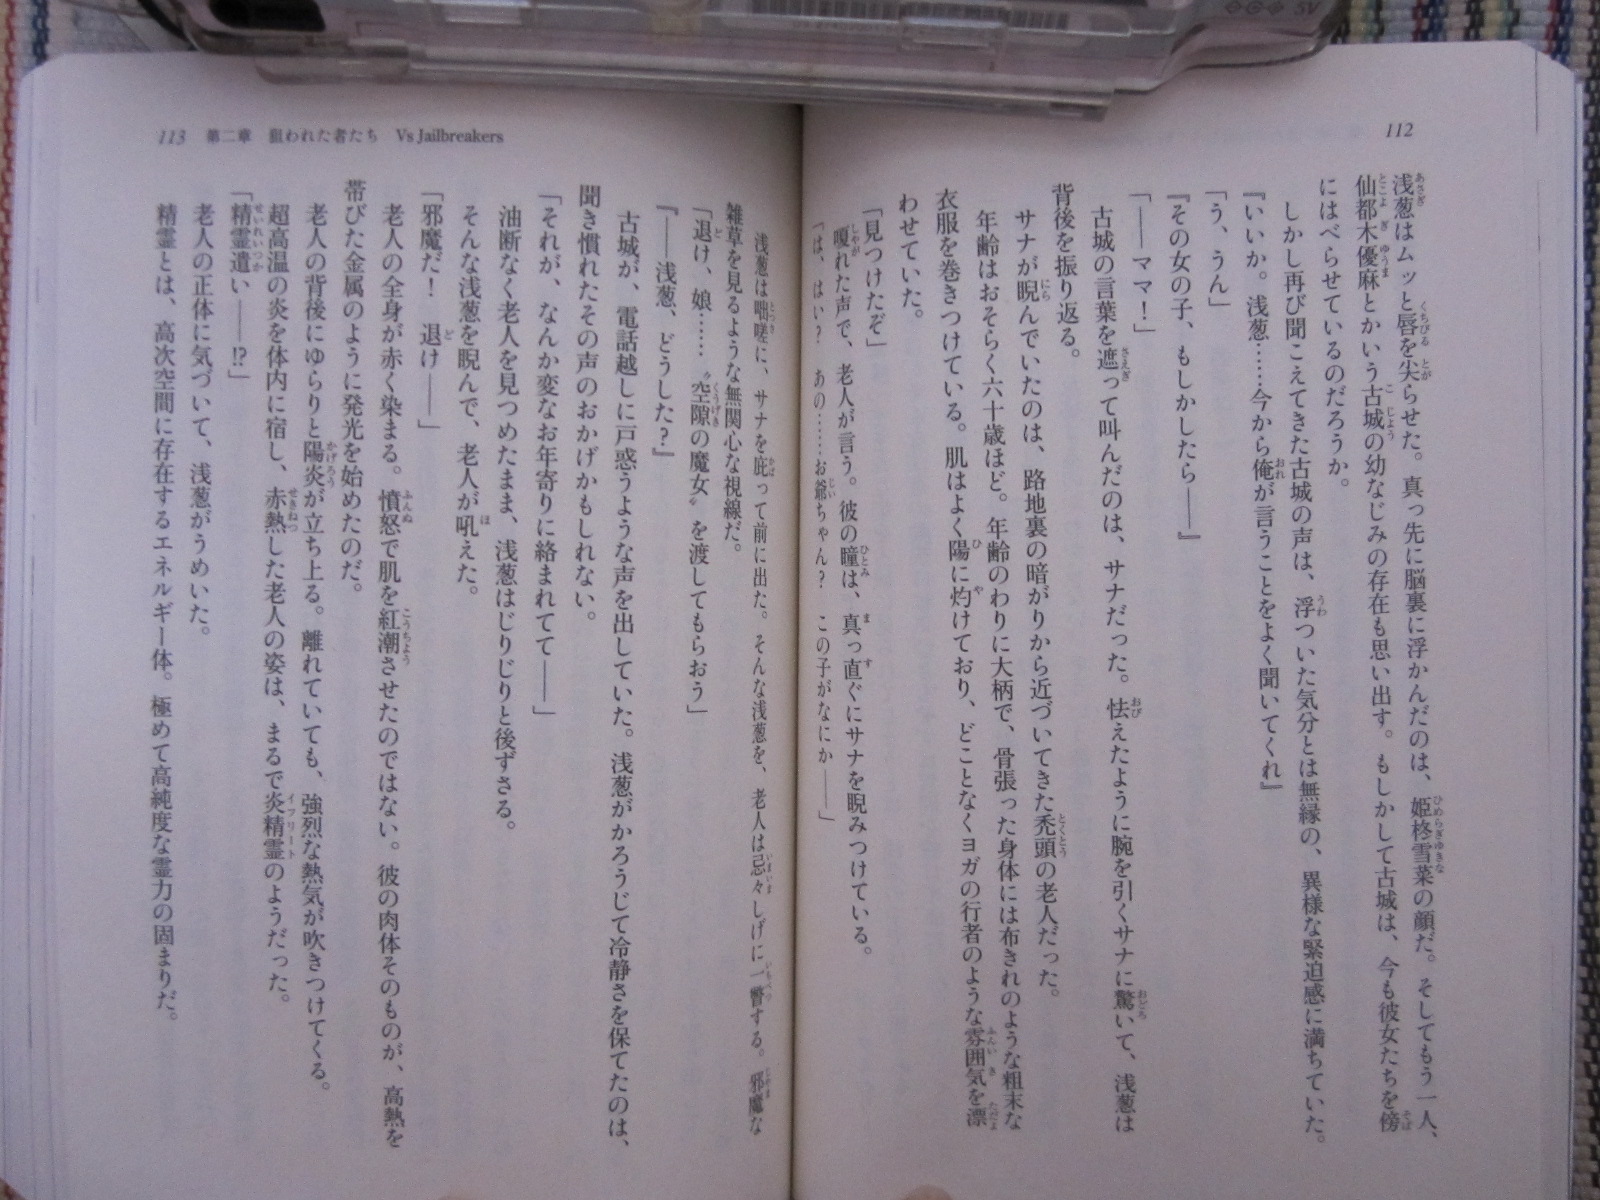 112
浅葱はムッと唇を尖らせた。真っ先に脳裏に浮かんだのは、姫柊雪菜の顔だ。そしてもう一人、
仙都木優麻とかいう古城の幼なじみの存在も思い出す。もしかして古城は、今も彼女たちを傍
にはべらせているのだろうか。
しかし再び聞こえてきた古城の声は、浮ついた気分とは無縁の、異様な緊迫感に満ちていた。
『いいか。浅葱……今から俺が言うことをよく聞いてくれ』
「う、うん」
『その女の子、もしかしたら――』
「――ママ！」
古城の言葉を遮って叫んだのは、サナだった。怯えたように腕を引くサナに驚いて、浅葱は
背後を振り返る。
サナが睨んでいたのは、路地裏の暗がりから近づいてきた禿頭の老人だった。
年齢はおそらく六十歳ほど。年齢のわりに大柄で、骨張った身体には布きれのような粗末な
衣服を巻きつけている。肌はよく陽に灼けており、どことなくヨガの行者のような雰囲気を漂
わせていた。
「見つけたぞ」
嗄れた声で、老人が言う。彼の瞳は、真っ直ぐにサナを睨みつけている。
「は、はい？　あの……お爺ちゃん？　この子がなにか――」
113　第二章　狙われた者たち　Vs Jailbreakers
浅葱は咄嗟に、サナを庇って前に出た。そんな浅葱を、老人は忌々しげに一瞥する。邪魔な
雑草を見るような無関心な視線だ。
「退け、娘……〝空隙の魔女〟を渡してもらおう」
『――浅葱、どうした？』
古城が、電話越しに戸惑うような声を出していた。浅葱がかろうじて冷静さを保てたのは、
聞き慣れたその声のおかげかもしれない。
「それが、なんか変なお年寄りに絡まれてて――」
油断なく老人を見つめたまま、浅葱はじりじりと後ずさる。
そんな浅葱を睨んで、老人が吼えた。
「邪魔だ！　退け――」
老人の全身が赤く染まる。憤怒で肌を紅潮させたのではない。彼の肉体そのものが、高熱を
帯びた金属のように発光を始めたのだ。
老人の背後にゆらりと陽炎が立ち上る。離れていても、強烈な熱気が吹きつけてくる。
超高温の炎を体内に宿し、赤熱した老人の姿は、まるで炎精霊のようだった。
「精霊遣い――!?」
老人の正体に気づいて、浅葱がうめいた。
精霊とは、高次空間に存在するエネルギー体。極めて高純度な霊力の固まりだ。